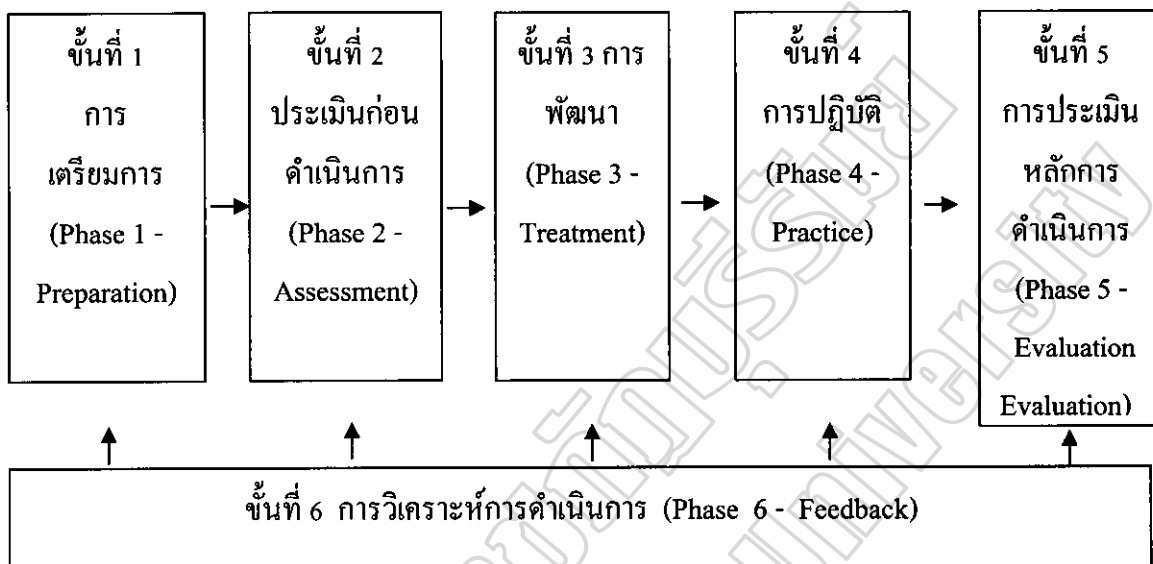 ขั้นที่ 1
การ
เตรียมการ
(Phase 1 -
Preparation)
ขั้นที่ 2
ประเมินก่อน
ดำเนินการ
(Phase 2 -
Assessment)
ขั้นที่ 3 การ
พัฒนา
(Phase 3 -
Treatment)
ขั้นที่ 4
การปฏิบัติ
(Phase 4 -
Practice)
ขั้นที่ 5
การประเมิน
หลักการ
ดำเนินการ
(Phase 5 -
Evaluation
Evaluation)
ขั้นที่ 6 การวิเคราะห์การดำเนินการ (Phase 6 - Feedback)
University